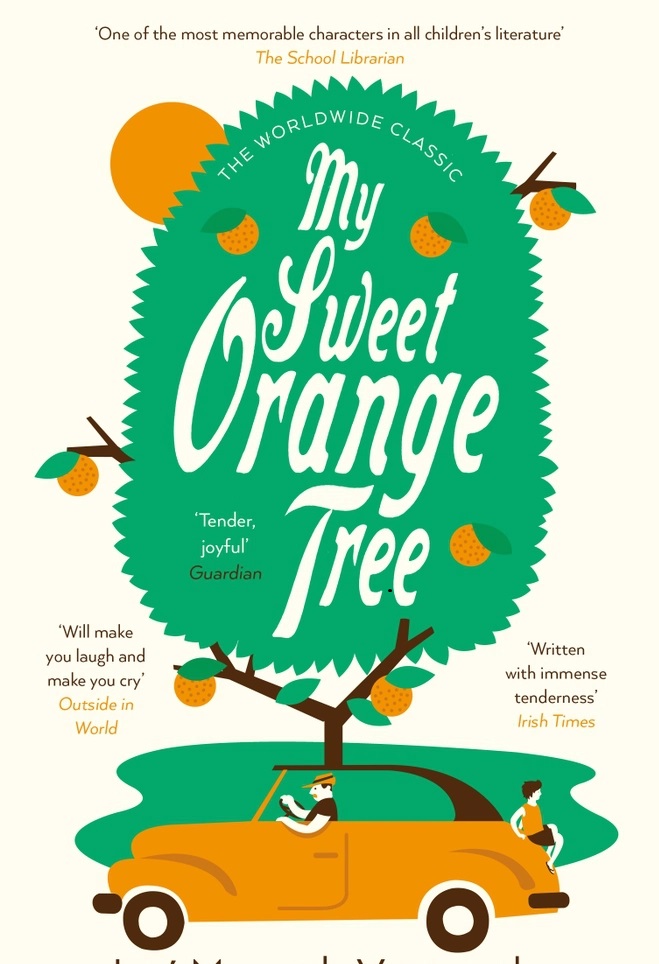 ‘One of the most memorable characters in all children’s literature’
The School Librarian
THE WORLDWIDE CLASSIC
My
Sweet
Orange
Tree
‘Tender,
joyful’
Guardian
‘Will make
you laugh and
make you cry’
Outside in
World
‘Written
with immense
tenderness’
Irish Times